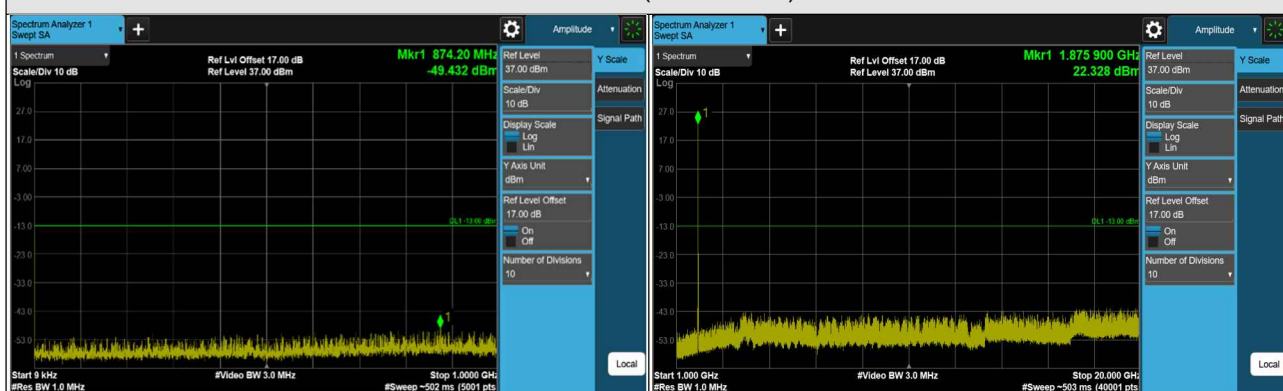 Spectrum Analyzer 1
Swept SA
+
Amplitude
1 Spectrum
Scale/Div 10 dB
Log
Ref Lvl Offset 17.00 dB
Ref Level 37.00 dBm
Mkr1 874.20 MHz
-49.432 dBm
27.0
17.0
7.00
-3.00
-13.0
-23.0
-33.0
-43.0
-53.0
DL1 -13.00 dBm
1
Start 9 kHz
#Res BW 1.0 MHz
#Video BW 3.0 MHz
Stop 1.0000 GHz
#Sweep ~502 ms (5001 pts
Ref Level
37.00 dBm
Scale/Div
10 dB
Display Scale
Log
Lin
Y Axis Unit
dBm
Ref Level Offset
17.00 dB
On
Off
Number of Divisions
10
Y Scale
Attenuation
Signal Path
Local
Spectrum Analyzer 1
Swept SA
+
Amplitude
1 Spectrum
Scale/Div 10 dB
Log
Ref Lvl Offset 17.00 dB
Ref Level 37.00 dBm
Mkr1 1.875 900 GHz
22.328 dBm
27.0
17.0
7.00
-3.00
-13.0
-23.0
-33.0
-43.0
-53.0
DL1 -13.00 dBm
1
Start 1.000 GHz
#Res BW 1.0 MHz
#Video BW 3.0 MHz
Stop 20.000 GHz
#Sweep ~503 ms (40001 pts
Ref Level
37.00 dBm
Scale/Div
10 dB
Display Scale
Log
Lin
Y Axis Unit
dBm
Ref Level Offset
17.00 dB
On
Off
Number of Divisions
10
Y Scale
Attenuation
Signal Path
Local